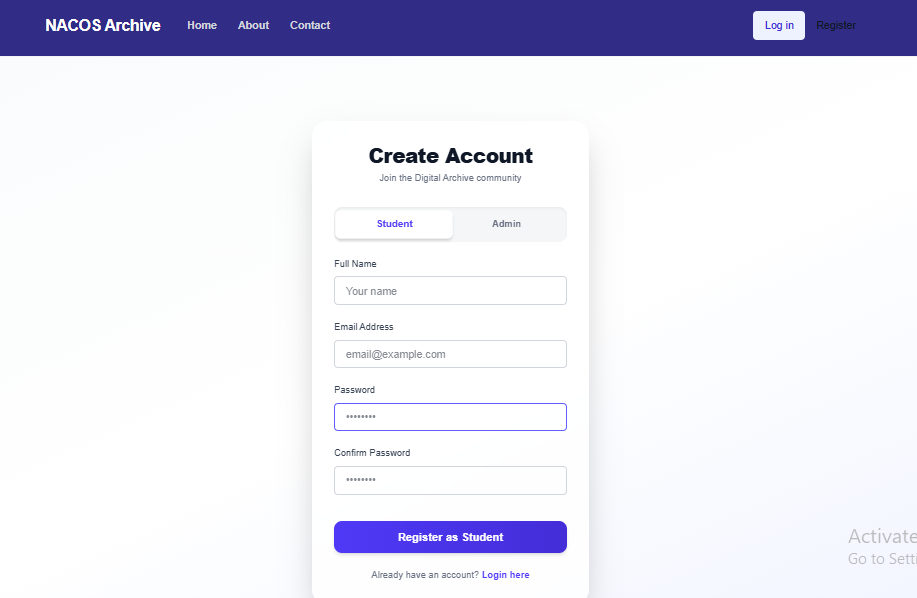 NACOS Archive Home About Contact Log in Register
Create Account
Join the Digital Archive community
Student Admin
Full Name
Your name
Email Address
email@example.com
Password
••••••••
Confirm Password
••••••••
Register as Student
Activate
Go to Setti
Already have an account? Login here